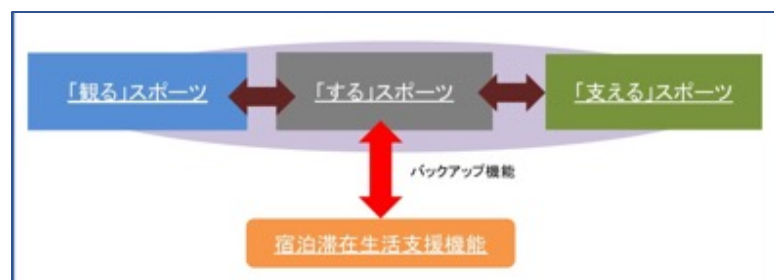 「観る」スポーツ
「する」スポーツ
「支える」スポーツ
バックアップ機能
宿泊滞在生活支援機能